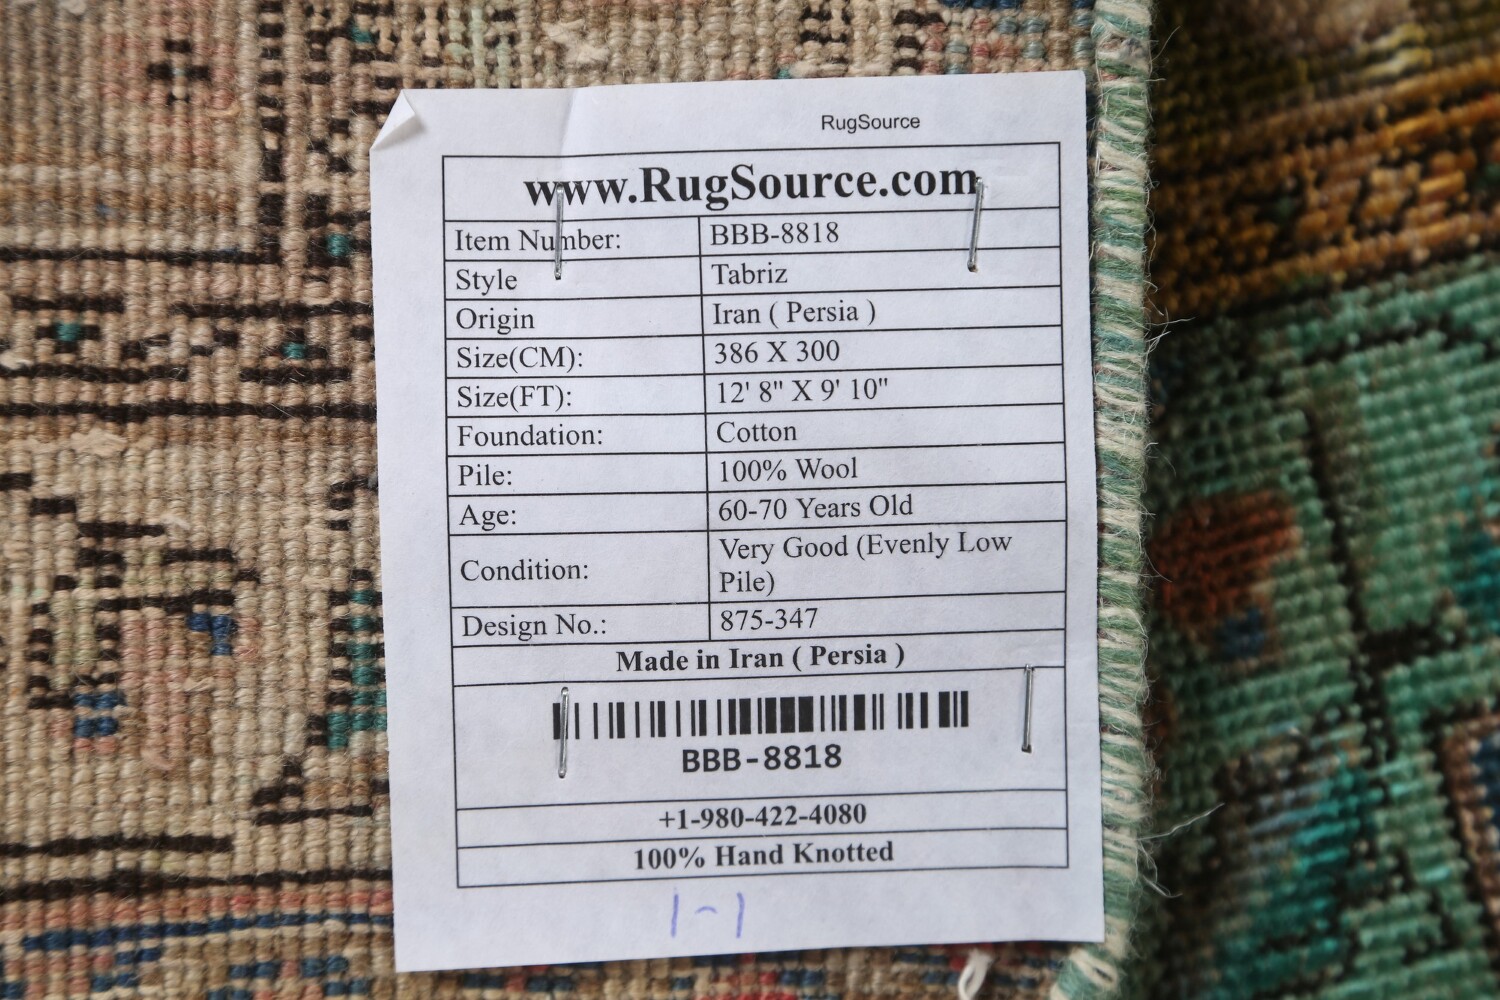 RugSource
www.RugSource.com
Item Number: BBB-8818
Style Tabriz
Origin Iran ( Persia )
Size(CM): 386 X 300
Size(FT): 12' 8" X 9' 10"
Foundation: Cotton
Pile: 100% Wool
Age: 60-70 Years Old
Condition: Very Good (Evenly Low
Pile)
Design No.: 875-347
Made in Iran ( Persia )
BBB-8818
+1-980-422-4080
100% Hand Knotted
1-1